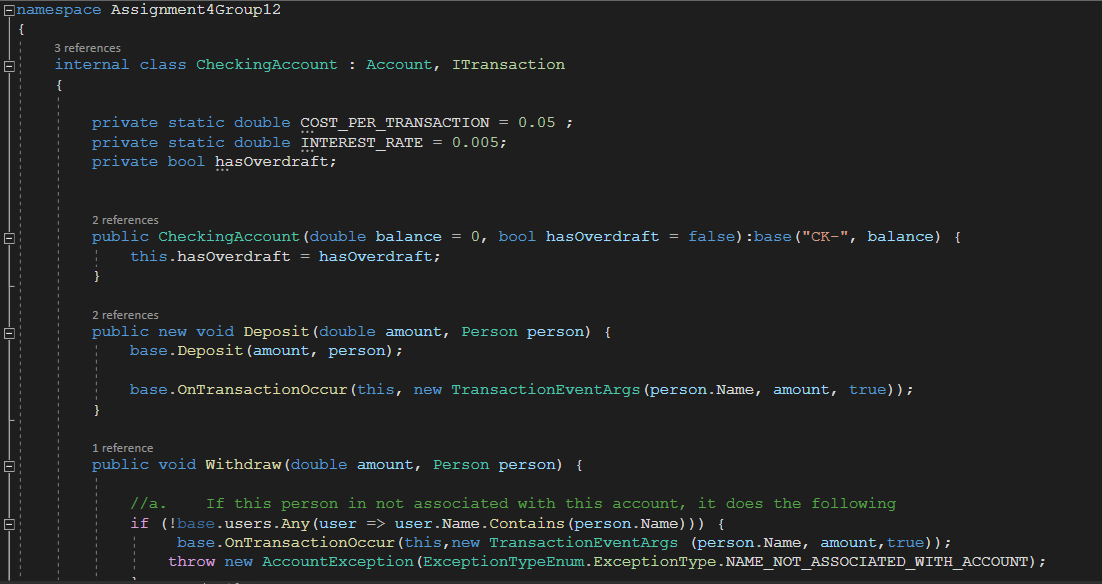 namespace Assignment4Group12
{
3 references
internal class CheckingAccount : Account, ITransaction
{
private static double COST_PER_TRANSACTION = 0.05 ;
private static double INTEREST_RATE = 0.005;
private bool hasOverdraft;
2 references
public CheckingAccount(double balance = 0, bool hasOverdraft = false):base("CK-", balance) {
this.hasOverdraft = hasOverdraft;
}
2 references
public new void Deposit(double amount, Person person) {
base.Deposit(amount, person);
base.OnTransactionOccur(this, new TransactionEventArgs(person.Name, amount, true));
}
1 reference
public void Withdraw(double amount, Person person) {
//a.    If this person in not associated with this account, it does the following
if (!base.users.Any(user => user.Name.Contains(person.Name))) {
base.OnTransactionOccur(this,new TransactionEventArgs (person.Name, amount,true));
throw new AccountException(ExceptionTypeEnum.ExceptionType.NAME_NOT_ASSOCIATED_WITH_ACCOUNT);